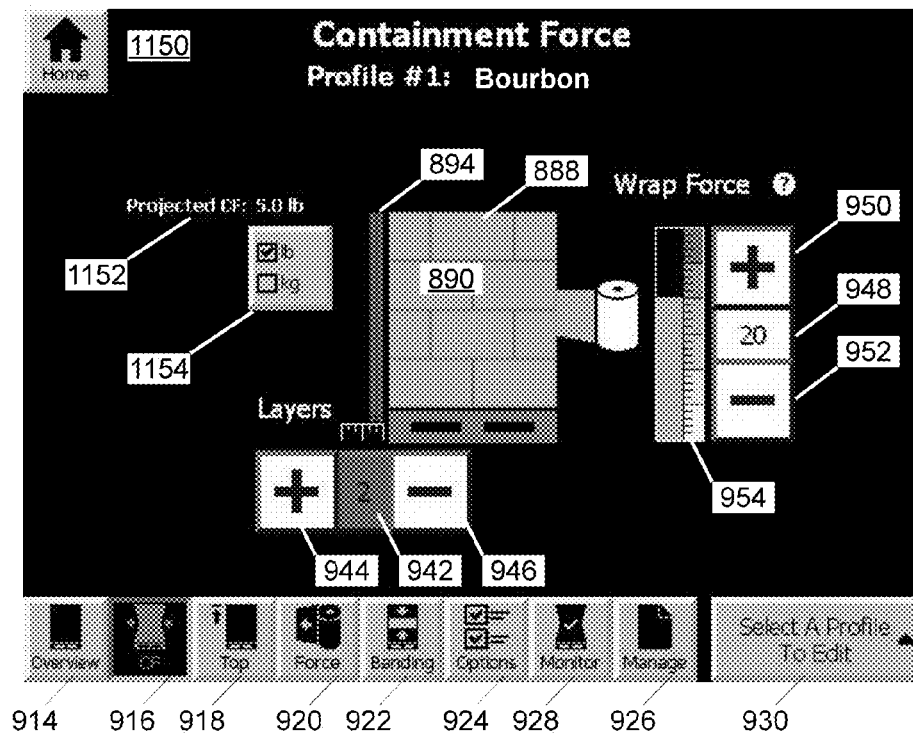 Home
1150
Containment Force
Profile #1: Bourbon
894
888
Wrap Force ?
950
Projected CF: 5.0 lb
lb
kg
1152
890
948
20
1154
952
Layers
954
2
944 942 946
Overview CF Top Force Banding Options Monitor Manage Select A Profile
To Edit
914 916 918 920 922 924 928 926 930